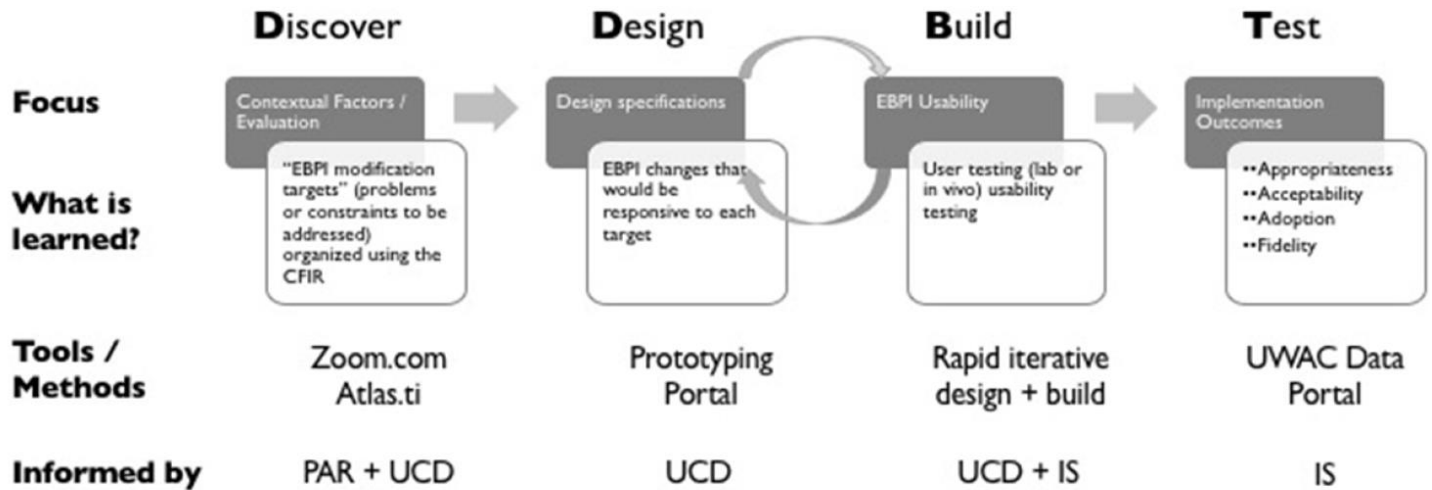 Discover Design Build Test
Focus
Contextual Factors /
Evaluation
Design specifications
EBPI Usability
Implementation
Outcomes
What is
learned?
"EBPI modification
targets" (problems
or constraints to be
addressed)
organized using the
CFIR
EBPI changes that
would be
responsive to each
target
User testing (lab or
in vivo) usability
testing
••Appropriateness
••Acceptability
••Adoption
••Fidelity
Tools /
Methods
Zoom.com
Atlas.ti
Prototyping
Portal
Rapid iterative
design + build
UWAC Data
Portal
Informed by PAR + UCD UCD UCD + IS IS